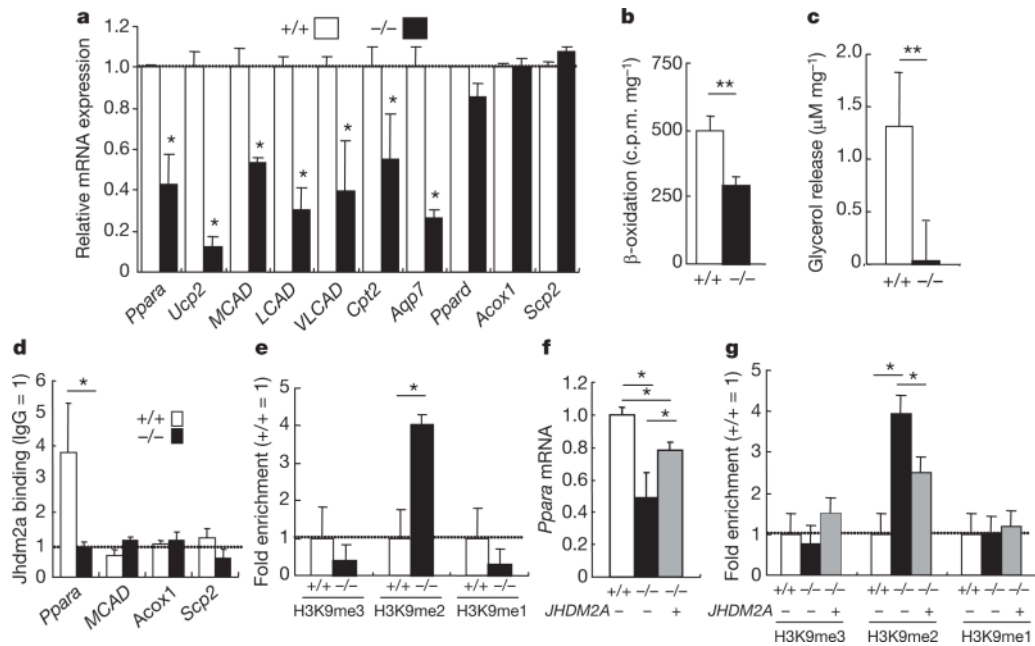 a
+/+ −/−
Relative mRNA expression
1.2
1.0
0.8
0.6
0.4
0.2
0
* * * * * * *
Ppara Ucp2 MCAD LCAD VLCAD Cpt2 Aqp7 Ppard Acox1 Scp2
b
β-oxidation (c.p.m. mg⁻¹)
750
500
250
0
**
+/+ −/−
c
Glycerol release (μM mg⁻¹)
2.0
1.5
1.0
0.5
0
**
+/+ −/−
d
Jhdm2a binding (IgG = 1)
6
5
4
3
2
1
0
*
+/+
−/−
Ppara MCAD Acox1 Scp2
e
Fold enrichment (+/+ = 1)
5
4
3
2
1
0
*
+/+ −/− +/+ −/− +/+ −/−
H3K9me3 H3K9me2 H3K9me1
f
Ppara mRNA
1.2
1.0
0.8
0.6
0.4
0.2
0
*
*
*
+/+ −/− −/−
JHDM2A − − +
g
Fold enrichment (+/+ = 1)
5
4
3
2
1
0
* *
+/+ −/− −/− +/+ −/− −/− +/+ −/− −/−
JHDM2A − − + − − + − − +
H3K9me3 H3K9me2 H3K9me1